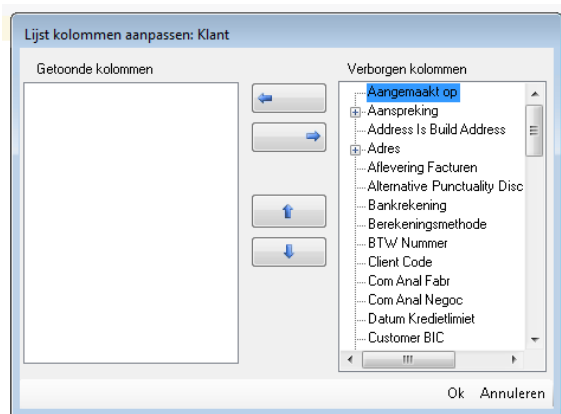 Lijst kolommen aanpassen: Klant
Getoonde kolommen
Verborgen kolommen
Aangemaakt op
Aanspreking
Address Is Build Address
Adres
Aflevering Facturen
Alternative Punctuality Disc
Bankrekening
Berekeningsmethode
BTW Nummer
Client Code
Com Anal Fabr
Com Anal Negoc
Datum Kredietlimiet
Customer BIC
Ok Annuleren